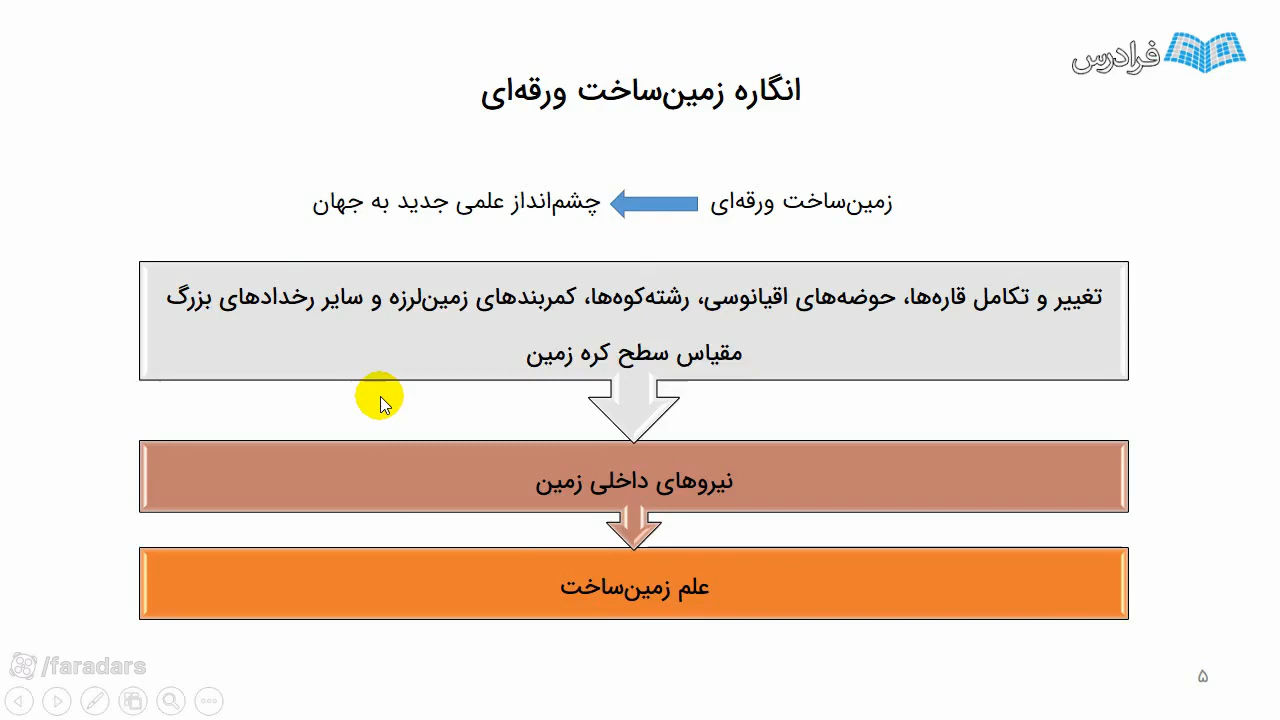 فرادرس
انگاره زمین‌ساخت ورقه‌ای
زمین‌ساخت ورقه‌ای
چشم‌انداز علمی جدید به جهان
تغییر و تکامل قاره‌ها، حوضه‌های اقیانوسی، رشته‌کوه‌ها، کمربندهای زمین‌لرزه و سایر رخدادهای بزرگ
مقیاس سطح کره زمین
نیروهای داخلی زمین
علم زمین‌ساخت
/faradars
۵